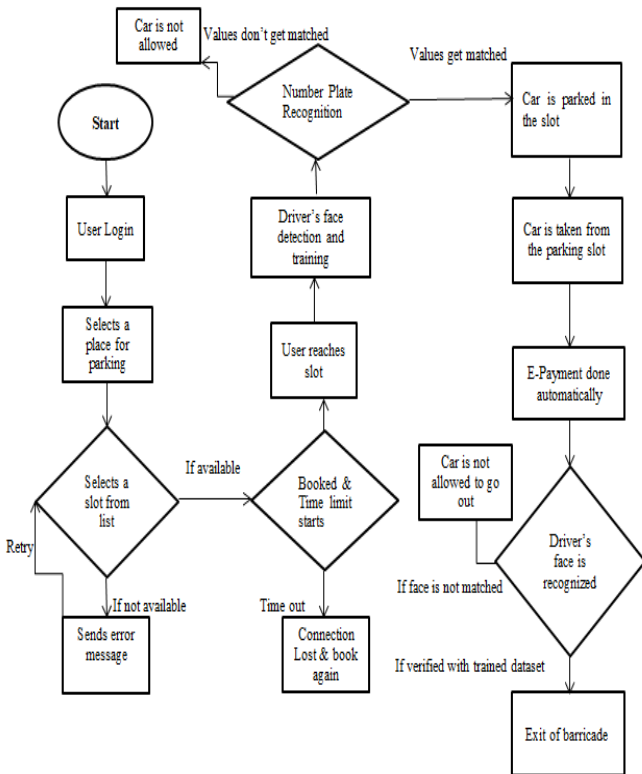 Start
User Login
Selects a
place for
parking
Selects a
slot from
list
Retry
If not available
Sends error
message
If available
Booked &
Time limit
starts
Time out
Connection
Lost & book
again
User reaches
slot
Driver's face
detection and
training
Number Plate
Recognition
Values don't get matched
Car is not
allowed
Values get matched
Car is parked in
the slot
Car is taken from
the parking slot
E-Payment done
automatically
Driver's
face is
recognized
Car is not
allowed to go
out
If face is not matched
If verified with trained dataset
Exit of barricade